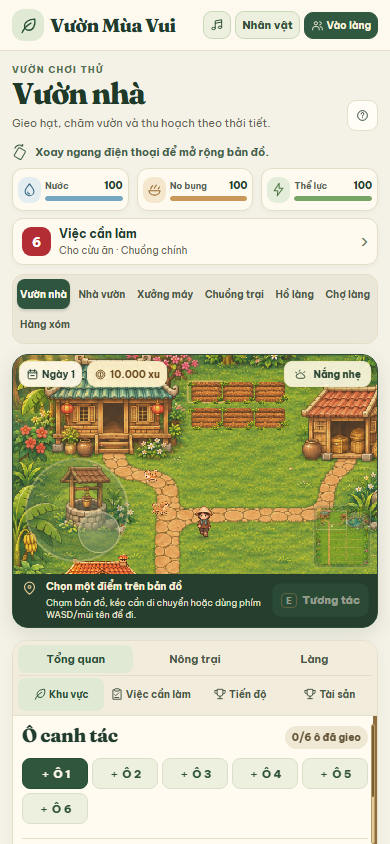 Vườn Mùa Vui
Nhân vật
Vào làng
VƯỜN CHƠI THỬ
Vườn nhà
Gieo hạt, chăm vườn và thu hoạch theo thời tiết.
Xoay ngang điện thoại để mở rộng bản đồ.
Nước 100
No bụng 100
Thể lực 100
6
Việc cần làm
Cho cừu ăn · Chuồng chính
Vườn nhà
Nhà vườn
Xưởng máy
Chuồng trại
Hồ làng
Chợ làng
Hàng xóm
Ngày 1
10.000 xu
Nắng nhẹ
Chọn một điểm trên bản đồ
Chạm bản đồ, kéo cần di chuyển hoặc dùng phím
WASD/mũi tên để đi.
E Tương tác
Tổng quan
Nông trại
Làng
Khu vực
Việc cần làm
Tiến độ
Tài sản
Ô canh tác
0/6 ô đã gieo
+ Ô 1
+ Ô 2
+ Ô 3
+ Ô 4
+ Ô 5
+ Ô 6